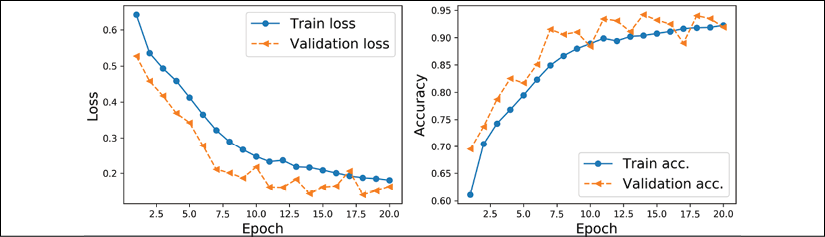 Train loss
Validation loss
0.6
0.5
0.4
0.3
0.2
Loss
2.5 5.0 7.5 10.0 12.5 15.0 17.5 20.0
Epoch
0.95
0.90
0.85
0.80
0.75
0.70
0.65
0.60
Accuracy
Train acc.
Validation acc.
2.5 5.0 7.5 10.0 12.5 15.0 17.5 20.0
Epoch